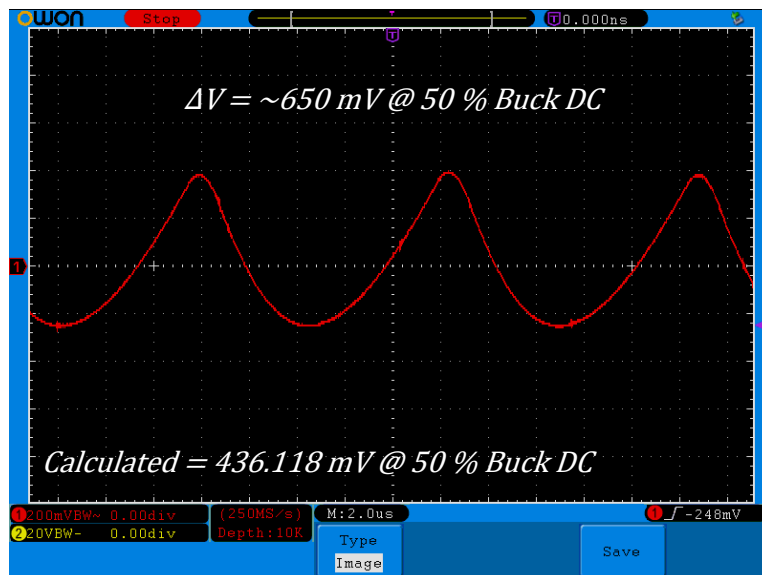 OWON Stop T 0.000ns
T
ΔV = ~650 mV @ 50 % Buck DC
1
Calculated = 436.118 mV @ 50 % Buck DC
1 200mVBW~ 0.00div (250MS/s) M:2.0us 1 -248mV
2 20VBW- 0.00div Depth:10K
Type
Image
Save